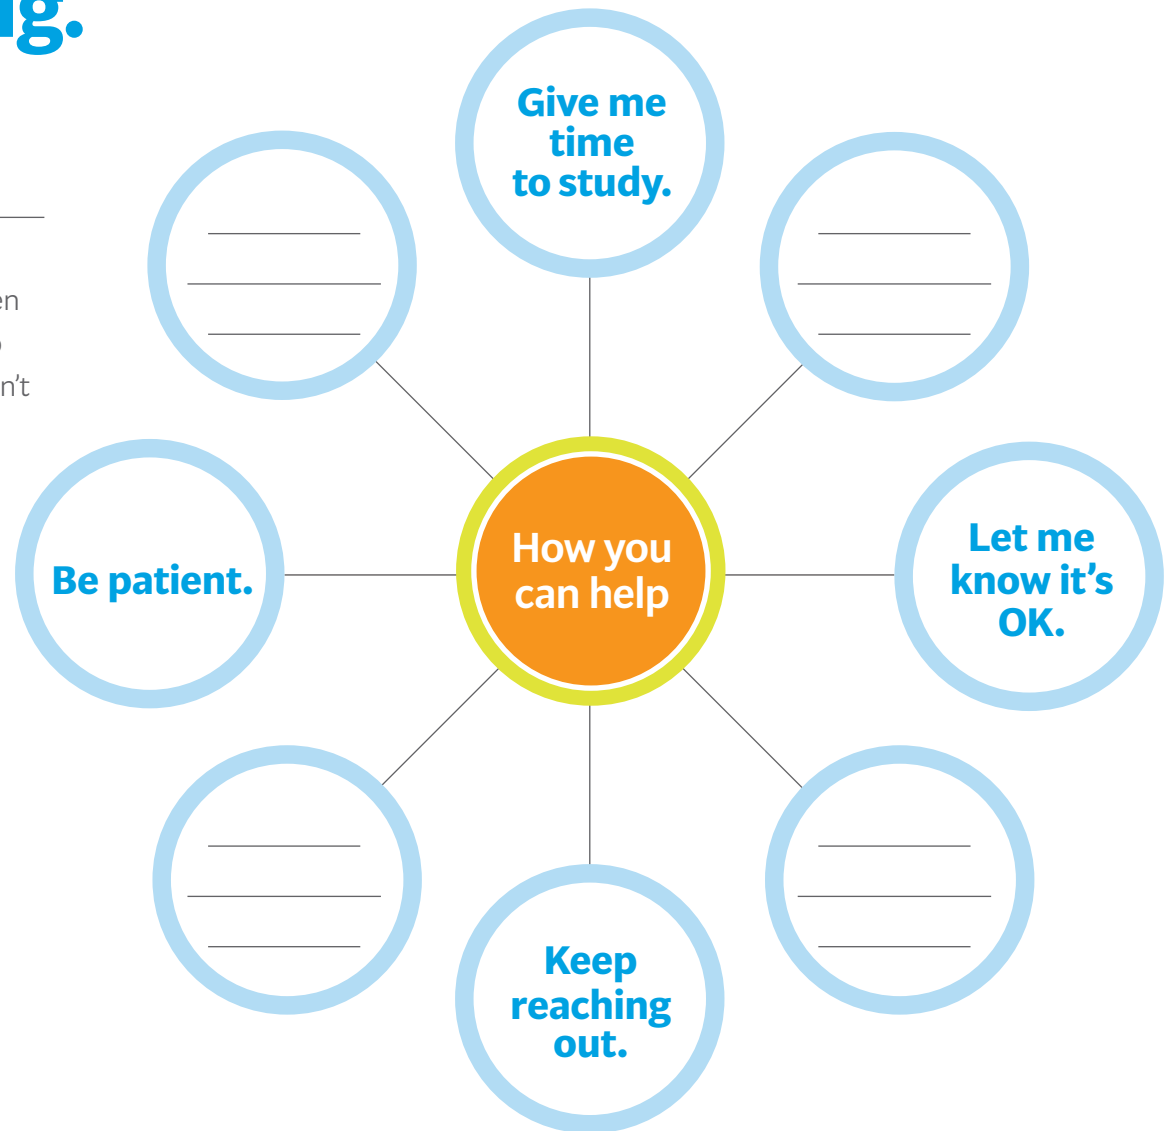 Give me
time
to study.
n't
Be patient.
How you
can help
Let me
know it's
OK.
Keep
reaching
out.